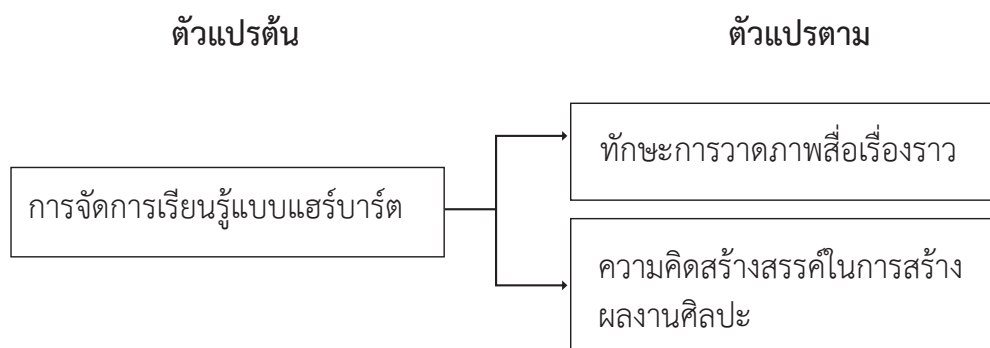 ตัวแปรต้น
ตัวแปรตาม
ทักษะการวาดภาพสื่อเรื่องราว
การจัดการเรียนรู้แบบแฮร์บาร์ต
ความคิดสร้างสรรค์ในการสร้าง
ผลงานศิลปะ